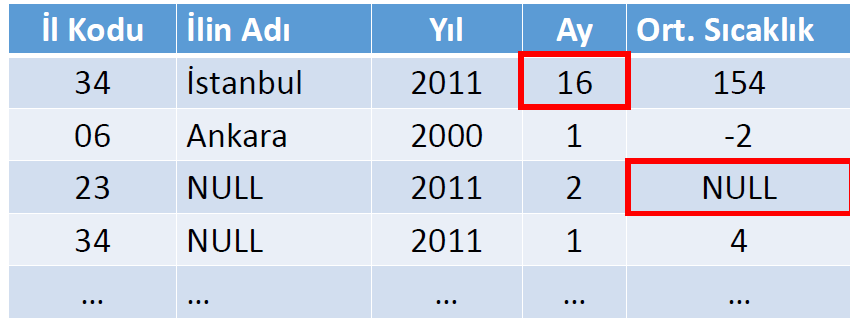 İl Kodu İlin Adı Yıl Ay Ort. Sıcaklık
34 İstanbul 2011 16 154
06 Ankara 2000 1 -2
23 NULL 2011 2 NULL
34 NULL 2011 1 4
... ... ... ... ...